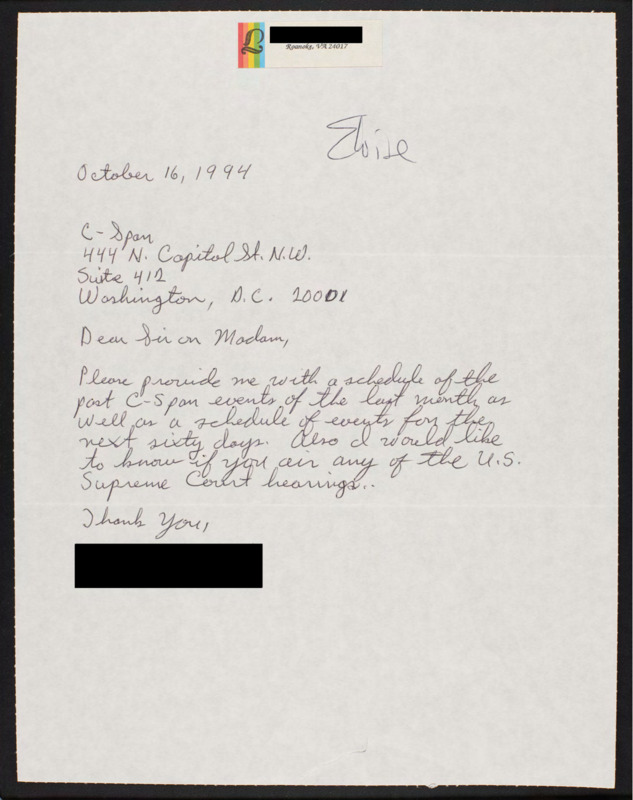 L
Roanoke, VA 24017
Eloise
October 16, 1994
C-Span
444 N. Capitol St. N.W.
Suite 412
Washington, D.C. 20001
Dear Sir or Madam,
Please provide me with a schedule of the
past C-Span events of the last month as
well as a schedule of events for the
next sixty days. Also I would like
to know if you air any of the U.S.
Supreme Court hearings..
Thank You,